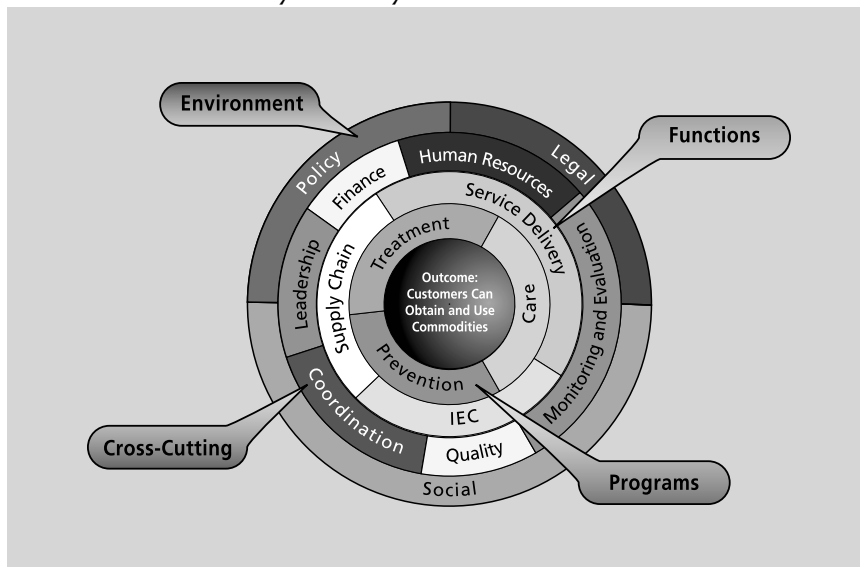 Environment
Functions
Policy
Legal
Finance
Human Resources
Service Delivery
Treatment
Leadership
Supply Chain
Monitoring and Evaluation
Outcome:
Customers Can
Obtain and Use
Commodities
Care
Prevention
Coordination
IEC
Cross-Cutting
Quality
Programs
Social